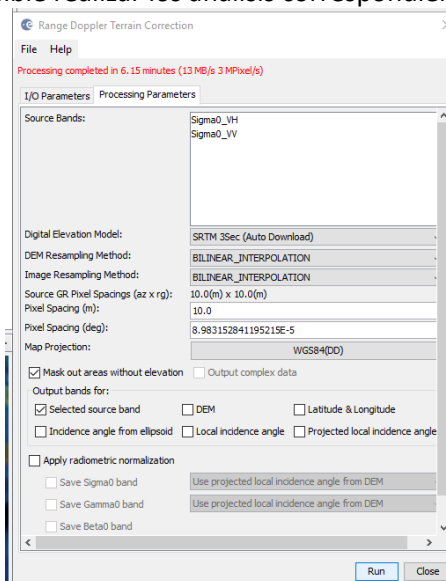 Range Doppler Terrain Correction
File Help
Processing completed in 6.15 minutes (13 MB/s 3 MPixel/s)
I/O Parameters Processing Parameters
Source Bands: Sigma0_VH
Sigma0_VV
Digital Elevation Model: SRTM 3Sec (Auto Download)
DEM Resampling Method: BILINEAR_INTERPOLATION
Image Resampling Method: BILINEAR_INTERPOLATION
Source GR Pixel Spacings (az x rg): 10.0(m) x 10.0(m)
Pixel Spacing (m): 10.0
Pixel Spacing (deg): 8.983152841195215E-5
Map Projection: WGS84(DD)
Mask out areas without elevation Output complex data
Output bands for:
Selected source band DEM Latitude & Longitude
Incidence angle from ellipsoid Local incidence angle Projected local incidence angle
Apply radiometric normalization
Save Sigma0 band Use projected local incidence angle from DEM
Save Gamma0 band Use projected local incidence angle from DEM
Save Beta0 band
Run Close